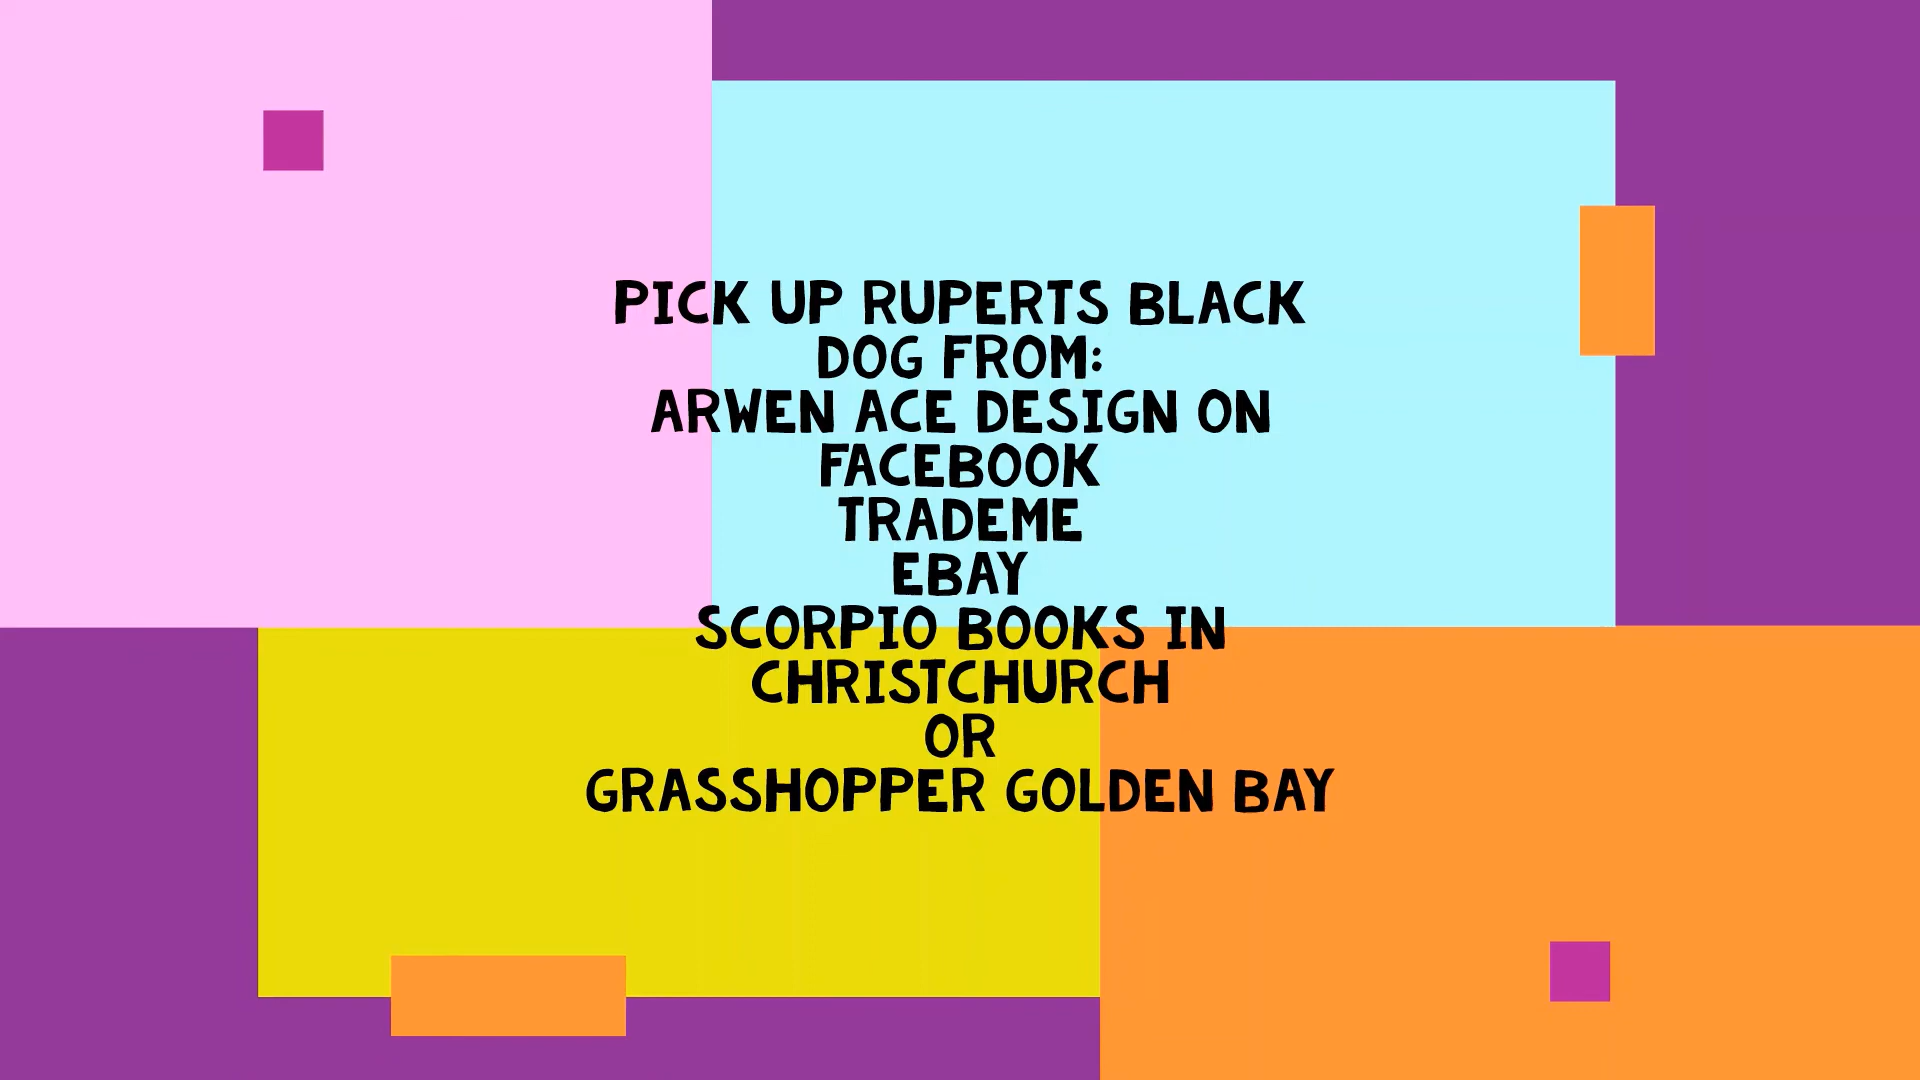 PICK UP RUPERTS BLACK
DOG FROM:
ARWEN ACE DESIGN ON
FACEBOOK
TRADEME
EBAY
SCORPIO BOOKS IN
CHRISTCHURCH
OR
GRASSHOPPER GOLDEN BAY